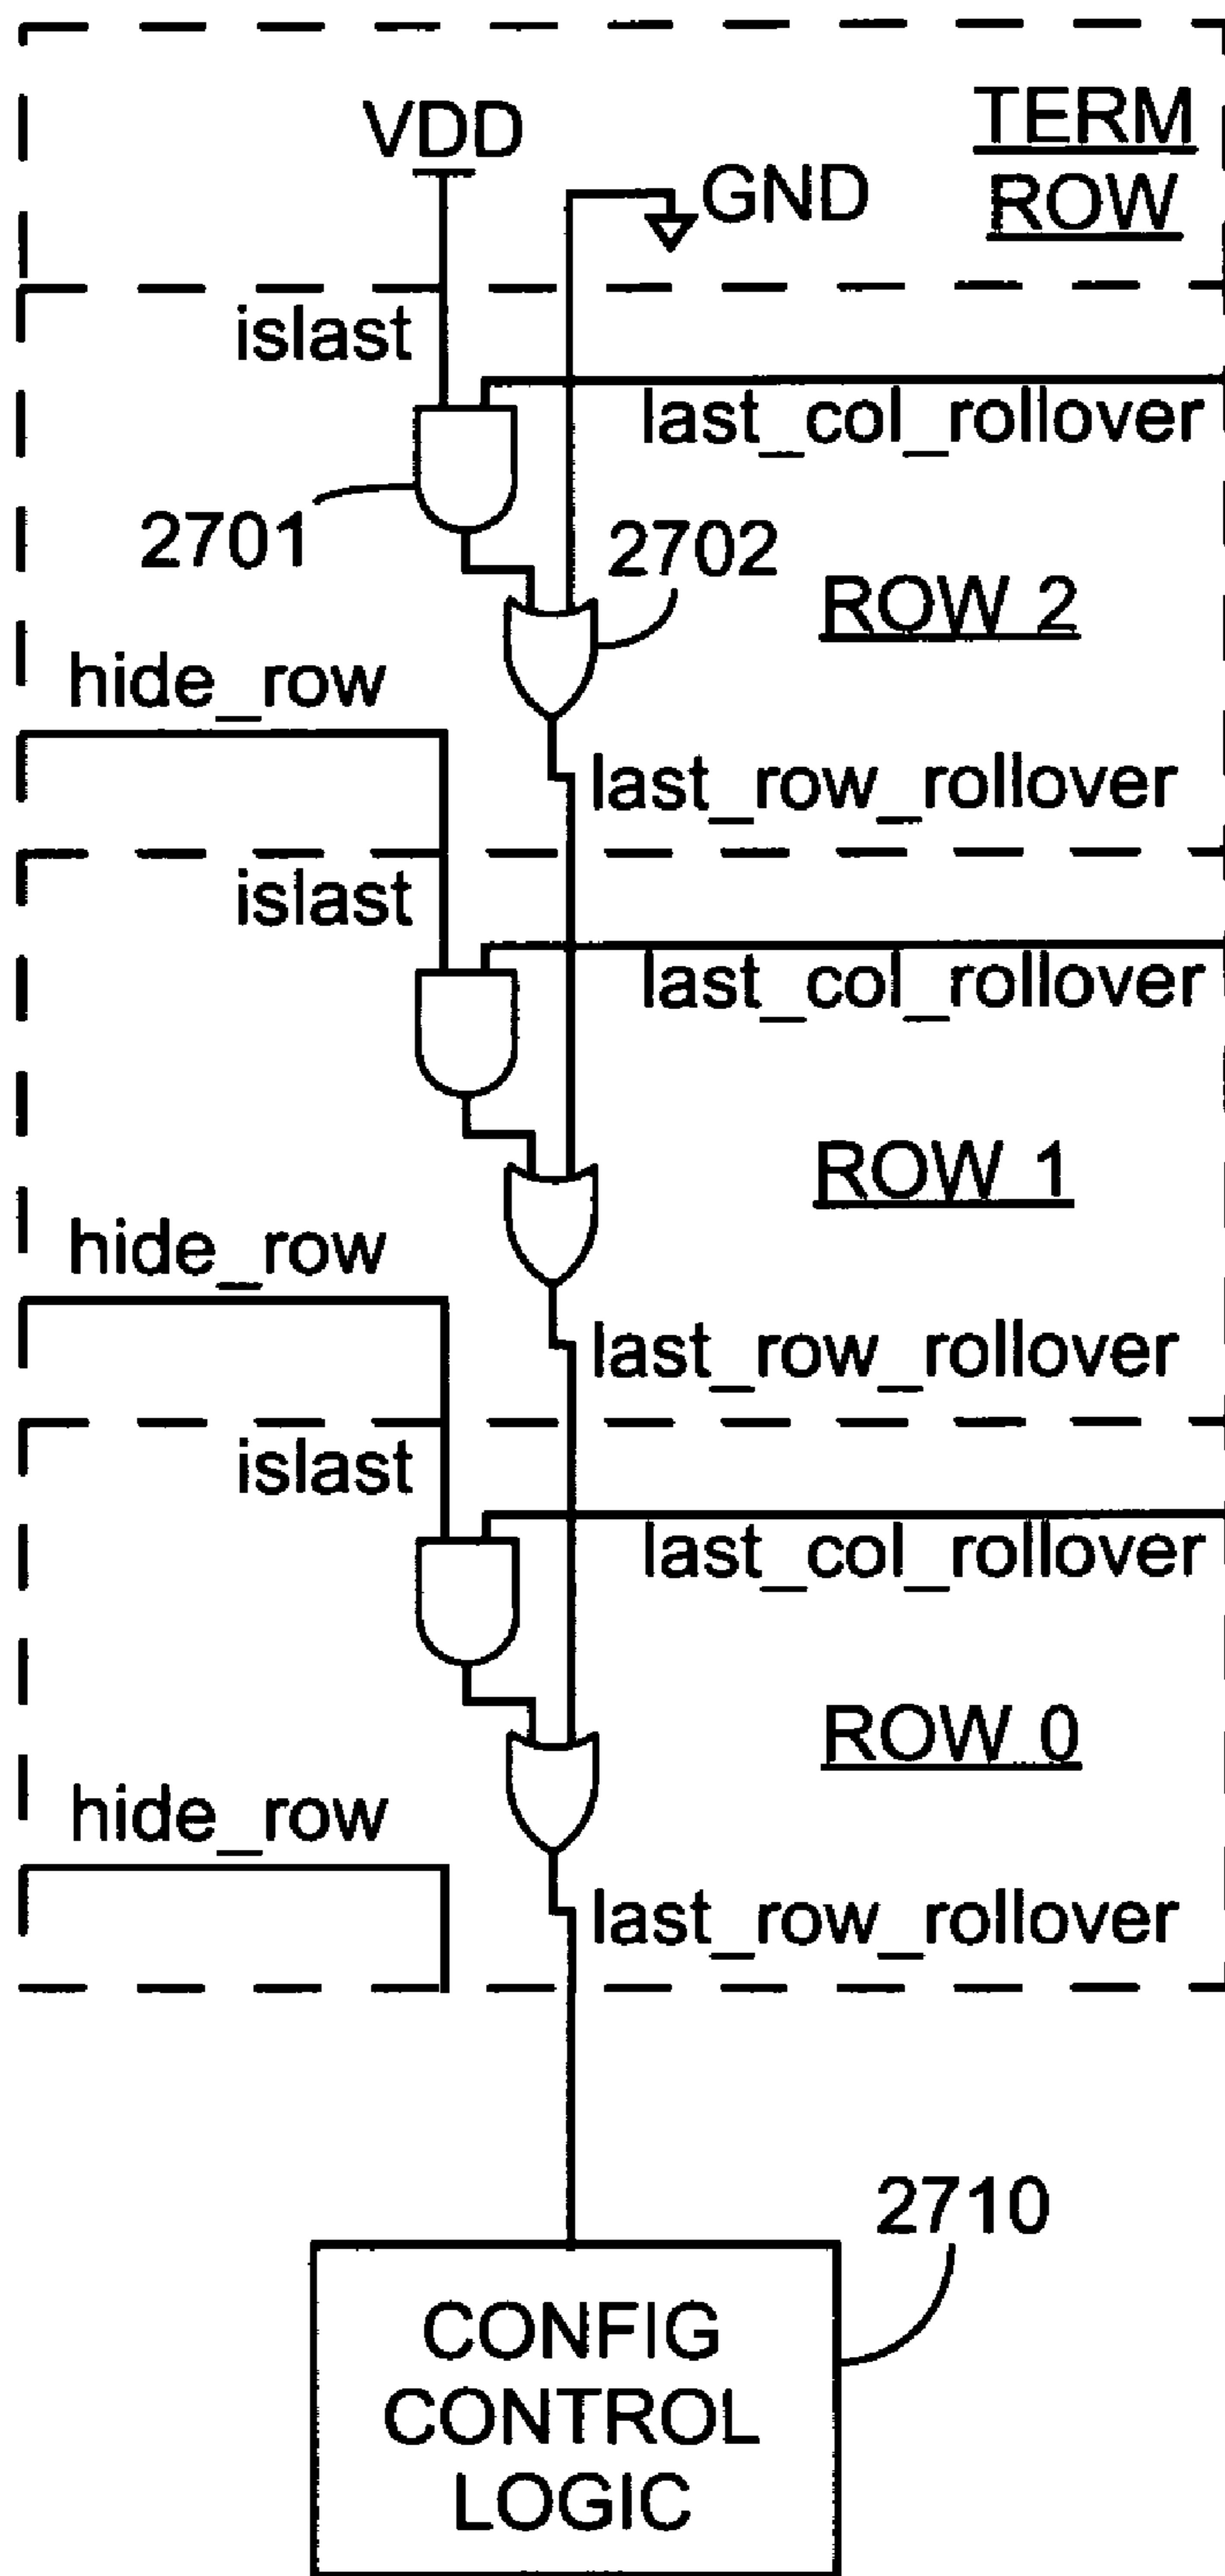 TERM
ROW
VDD
GND
islast
last_col_rollover
2701
2702
ROW 2
hide_row
last_row_rollover
islast
last_col_rollover
ROW 1
hide_row
last_row_rollover
islast
last_col_rollover
ROW 0
hide_row
last_row_rollover
2710
CONFIG
CONTROL
LOGIC